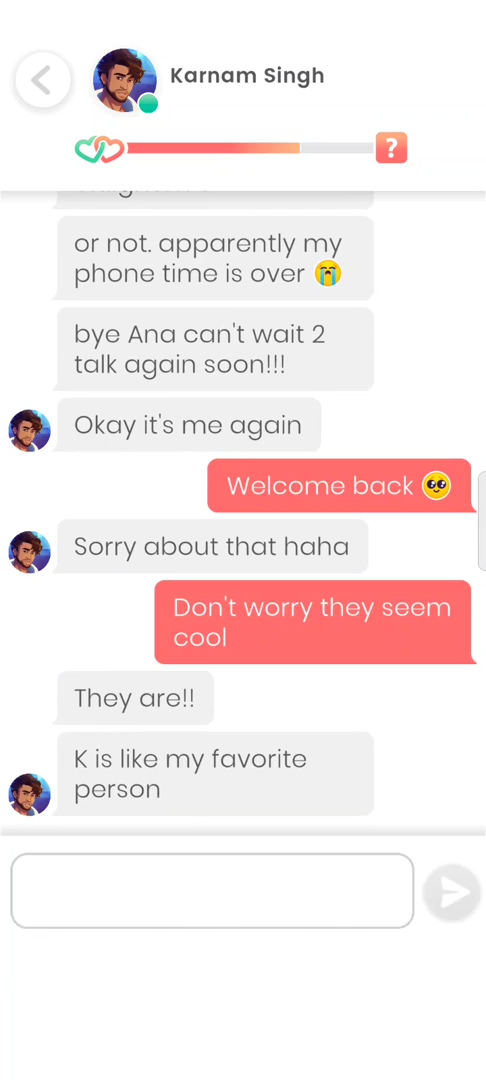 Karnam Singh
?
or not. apparently my
phone time is over 😭
bye Ana can't wait 2
talk again soon!!!
Okay it's me again
Welcome back 🥺
Sorry about that haha
Don't worry they seem
cool
They are!!
K is like my favorite
person